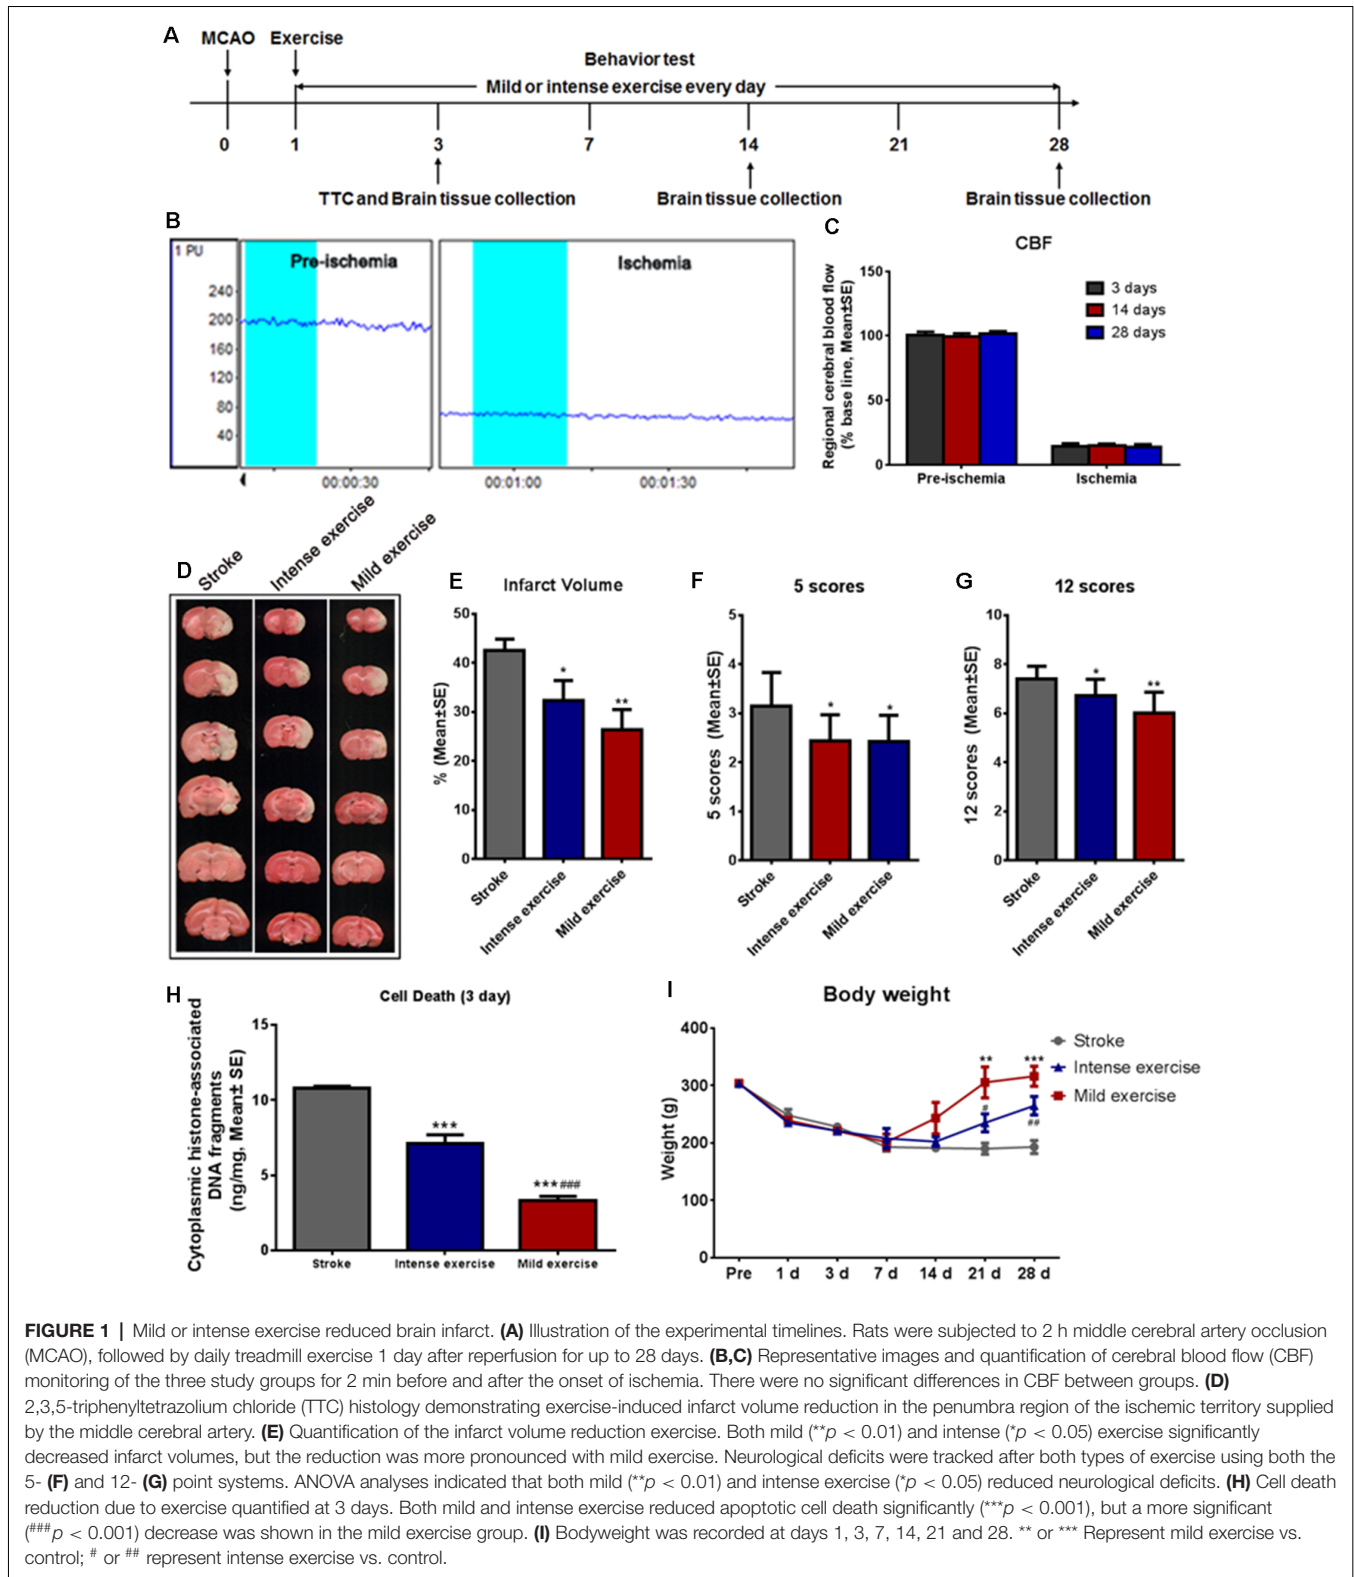 A
MCAO Exercise
Behavior test
Mild or intense exercise every day
0 1 3 7 14 21 28
TTC and Brain tissue collection Brain tissue collection Brain tissue collection
B
1 PU
Pre-ischemia
Ischemia
240
200
160
120
80
40
00:00:30 00:01:00 00:01:30
C
CBF
Regional cerebral blood flow
(% base line, Mean±SE)
150
100
50
0
3 days
14 days
28 days
Pre-ischemia Ischemia
D
Stroke
Intense exercise
Mild exercise
E
Infarct Volume
% (Mean±SE)
50
40
30
20
10
0
*
**
Stroke
Intense exercise
Mild exercise
F
5 scores
5 scores (Mean±SE)
5
4
3
2
1
0
*
*
Stroke
Intense exercise
Mild exercise
G
12 scores
12 scores (Mean±SE)
10
8
6
4
2
0
*
**
Stroke
Intense exercise
Mild exercise
H
Cell Death (3 day)
Cytoplasmic histone-associated
DNA fragments
(ng/mg, Mean± SE)
15
10
5
0
***
***###
Stroke Intense exercise Mild exercise
I
Body weight
Weight (g)
400
300
200
100
0
** ***
#
##
Stroke
Intense exercise
Mild exercise
Pre 1 d 3 d 7 d 14 d 21 d 28 d
FIGURE 1 | Mild or intense exercise reduced brain infarct. (A) Illustration of the experimental timelines. Rats were subjected to 2 h middle cerebral artery occlusion
(MCAO), followed by daily treadmill exercise 1 day after reperfusion for up to 28 days. (B,C) Representative images and quantification of cerebral blood flow (CBF)
monitoring of the three study groups for 2 min before and after the onset of ischemia. There were no significant differences in CBF between groups. (D)
2,3,5-triphenyltetrazolium chloride (TTC) histology demonstrating exercise-induced infarct volume reduction in the penumbra region of the ischemic territory supplied
by the middle cerebral artery. (E) Quantification of the infarct volume reduction exercise. Both mild (**p < 0.01) and intense (*p < 0.05) exercise significantly
decreased infarct volumes, but the reduction was more pronounced with mild exercise. Neurological deficits were tracked after both types of exercise using both the
5- (F) and 12- (G) point systems. ANOVA analyses indicated that both mild (**p < 0.01) and intense exercise (*p < 0.05) reduced neurological deficits. (H) Cell death
reduction due to exercise quantified at 3 days. Both mild and intense exercise reduced apoptotic cell death significantly (***p < 0.001), but a more significant
(###p < 0.001) decrease was shown in the mild exercise group. (I) Bodyweight was recorded at days 1, 3, 7, 14, 21 and 28. ** or *** Represent mild exercise vs.
control; # or ## represent intense exercise vs. control.